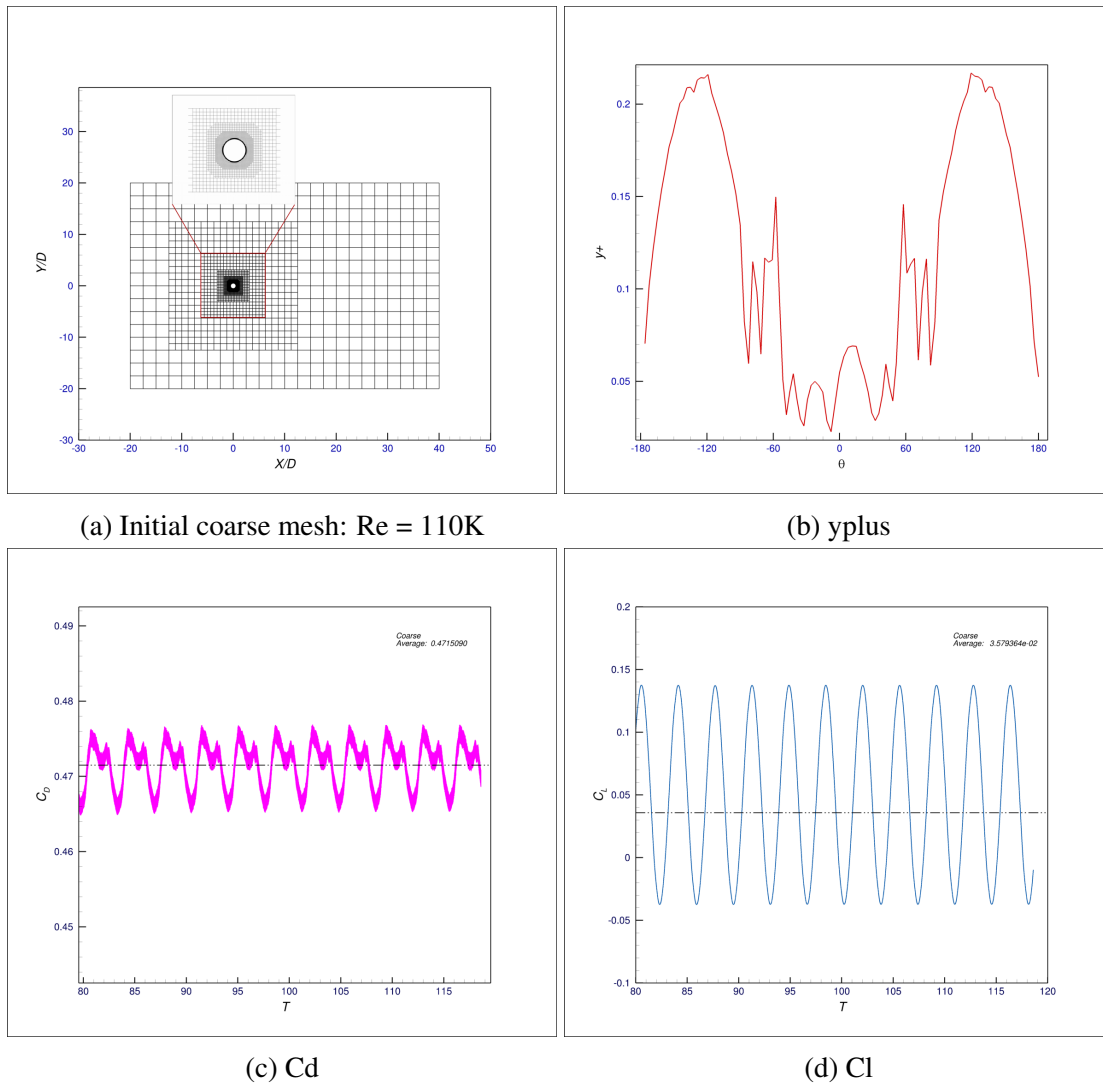 Y/D
30
20
10
0
-10
-20
-30
-30 -20 -10 0 10 20 30 40 50
X/D
(a) Initial coarse mesh: Re = 110K
y+
0.2
0.15
0.1
0.05
-180 -120 -60 0 60 120 180
θ
(b) yplus
Coarse
Average: 0.4715090
C_D
0.49
0.48
0.47
0.46
0.45
80 85 90 95 100 105 110 115
T
(c) Cd
Coarse
Average: 3.579364e-02
C_L
0.2
0.15
0.1
0.05
0
-0.05
-0.1
80 85 90 95 100 105 110 115 120
T
(d) Cl